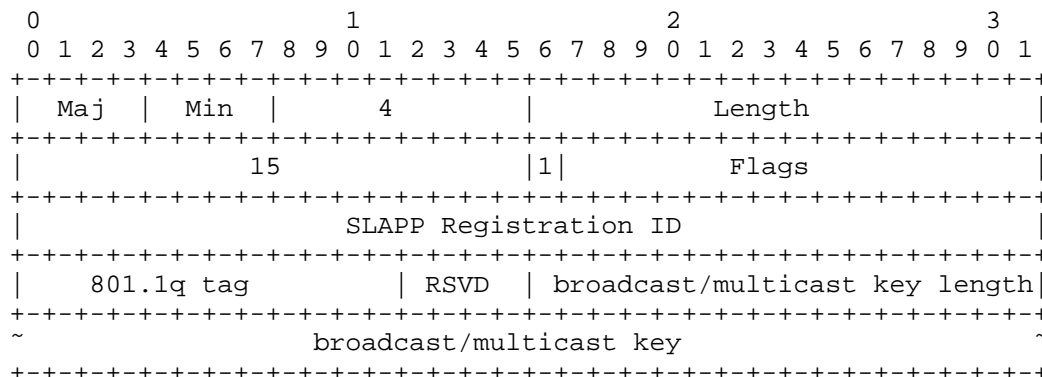 0                   1                   2                   3
 0 1 2 3 4 5 6 7 8 9 0 1 2 3 4 5 6 7 8 9 0 1 2 3 4 5 6 7 8 9 0 1
+-+-+-+-+-+-+-+-+-+-+-+-+-+-+-+-+-+-+-+-+-+-+-+-+-+-+-+-+-+-+-+-+
|  Maj  |  Min  |      4        |            Length             |
+-+-+-+-+-+-+-+-+-+-+-+-+-+-+-+-+-+-+-+-+-+-+-+-+-+-+-+-+-+-+-+-+
|              15               |1|          Flags              |
+-+-+-+-+-+-+-+-+-+-+-+-+-+-+-+-+-+-+-+-+-+-+-+-+-+-+-+-+-+-+-+-+
|                    SLAPP Registration ID                      |
+-+-+-+-+-+-+-+-+-+-+-+-+-+-+-+-+-+-+-+-+-+-+-+-+-+-+-+-+-+-+-+-+
|    801.1q tag         | RSVD  | broadcast/multicast key length|
+-+-+-+-+-+-+-+-+-+-+-+-+-+-+-+-+-+-+-+-+-+-+-+-+-+-+-+-+-+-+-+-+
~                  broadcast/multicast key                      ~
+-+-+-+-+-+-+-+-+-+-+-+-+-+-+-+-+-+-+-+-+-+-+-+-+-+-+-+-+-+-+-+-+